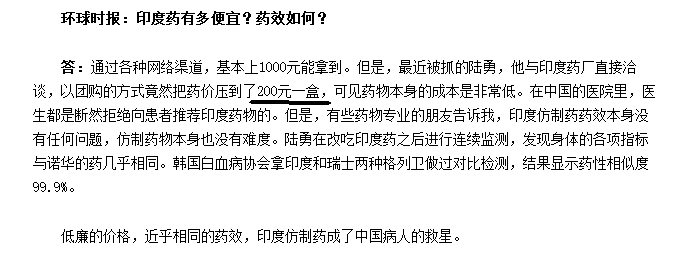 环球时报：印度药有多便宜？药效如何？
答：通过各种网络渠道，基本上1000元能拿到。但是，最近被抓的陆勇，他与印度药厂直接洽
谈，以团购的方式竟然把药价压到了200元一盒，可见药物本身的成本是非常低。在中国的医院里，医
生都是断然拒绝向患者推荐印度药物的。但是，有些药物专业的朋友告诉我，印度仿制药药效本身没
有任何问题，仿制药物本身也没有难度。陆勇在改吃印度药之后进行连续监测，发现身体的各项指标
与诺华的药几乎相同。韩国白血病协会拿印度和瑞士两种格列卫做过对比检测，结果显示药性相似度
99.9%。
低廉的价格，近乎相同的药效，印度仿制药成了中国病人的救星。